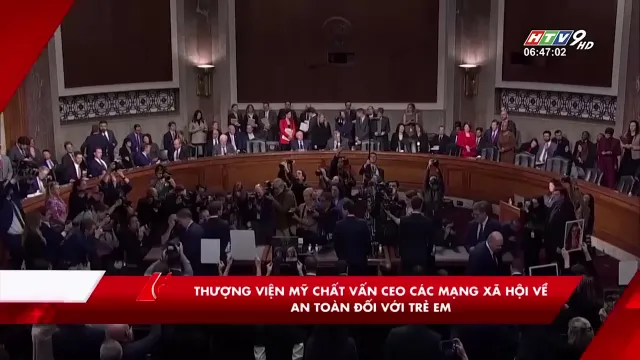 HTV9HD
06:47:02
THƯỢNG VIỆN MỸ CHẤT VẤN CEO CÁC MẠNG XÃ HỘI VỀ
AN TOÀN ĐỐI VỚI TRẺ EM